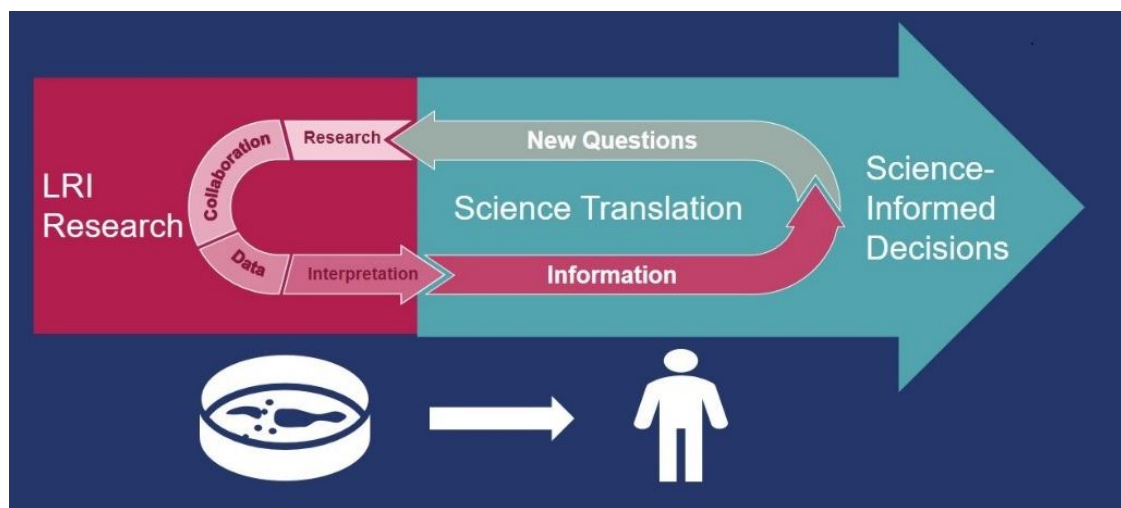 LRI
Research
Collaboration
Research
Data
Interpretation
New Questions
Science Translation
Information
Science-
Informed
Decisions